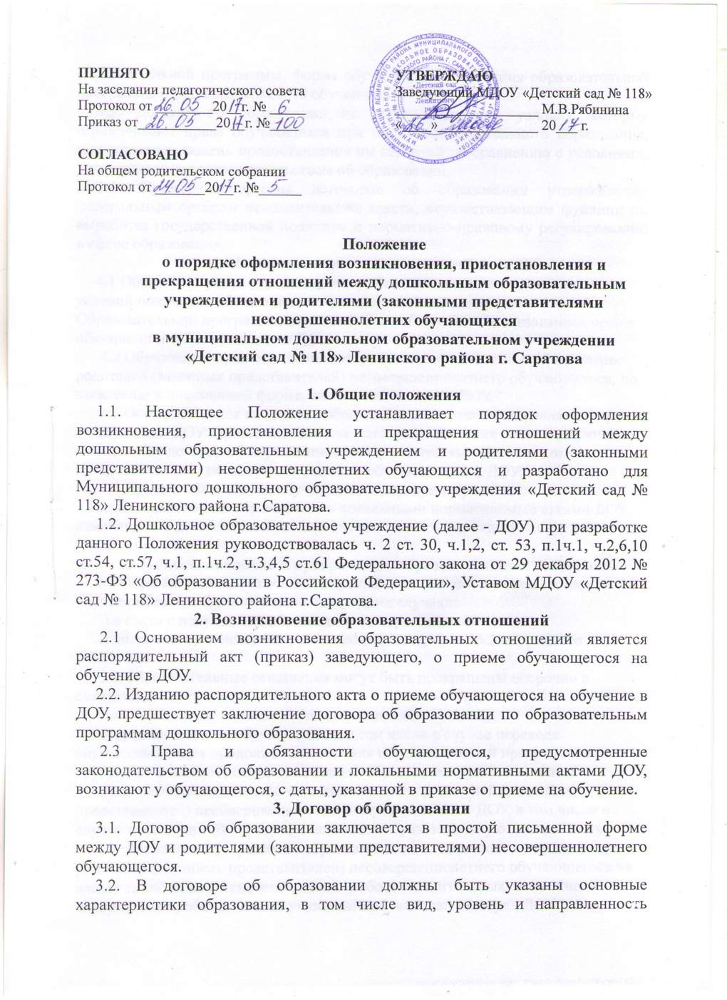 ПРИНЯТО
На заседании педагогического совета
Протокол от 26.05 2017г. № 6
Приказ от 26.05 2017 г. № 100
СОГЛАСОВАНО
На общем родительском собрании
Протокол от 24.05 2017 г. № 5
УТВЕРЖДАЮ
Заведующий МДОУ «Детский сад № 118»
М.В.Рябинина
«26» 2017 г.
Положение
о порядке оформления возникновения, приостановления и
прекращения отношений между дошкольным образовательным
учреждением и родителями (законными представителями
несовершеннолетних обучающихся
в муниципальном дошкольном образовательном учреждении
«Детский сад № 118» Ленинского района г. Саратова
1. Общие положения
1.1. Настоящее Положение устанавливает порядок оформления
возникновения, приостановления и прекращения отношений между
дошкольным образовательным учреждением и родителями (законными
представителями) несовершеннолетних обучающихся и разработано для
Муниципального дошкольного образовательного учреждения «Детский сад №
118» Ленинского района г.Саратова.
1.2. Дошкольное образовательное учреждение (далее - ДОУ) при разработке
данного Положения руководствовалась ч. 2 ст. 30, ч.1,2, ст. 53, п.1ч.1, ч.2,6,10
ст.54, ст.57, ч.1, п.1ч.2, ч.3,4,5 ст.61 Федерального закона от 29 декабря 2012 №
273-ФЗ «Об образовании в Российской Федерации», Уставом МДОУ «Детский
сад № 118» Ленинского района г.Саратова.
2. Возникновение образовательных отношений
2.1 Основанием возникновения образовательных отношений является
распорядительный акт (приказ) заведующего, о приеме обучающегося на
обучение в ДОУ.
2.2. Изданию распорядительного акта о приеме обучающегося на обучение в
ДОУ, предшествует заключение договора об образовании по образовательным
программам дошкольного образования.
2.3 Права и обязанности обучающегося, предусмотренные
законодательством об образовании и локальными нормативными актами ДОУ,
возникают у обучающегося, с даты, указанной в приказе о приеме на обучение.
3. Договор об образовании
3.1. Договор об образовании заключается в простой письменной форме
между ДОУ и родителями (законными представителями) несовершеннолетнего
обучающегося.
3.2. В договоре об образовании должны быть указаны основные
характеристики образования, в том числе вид, уровень и направленность